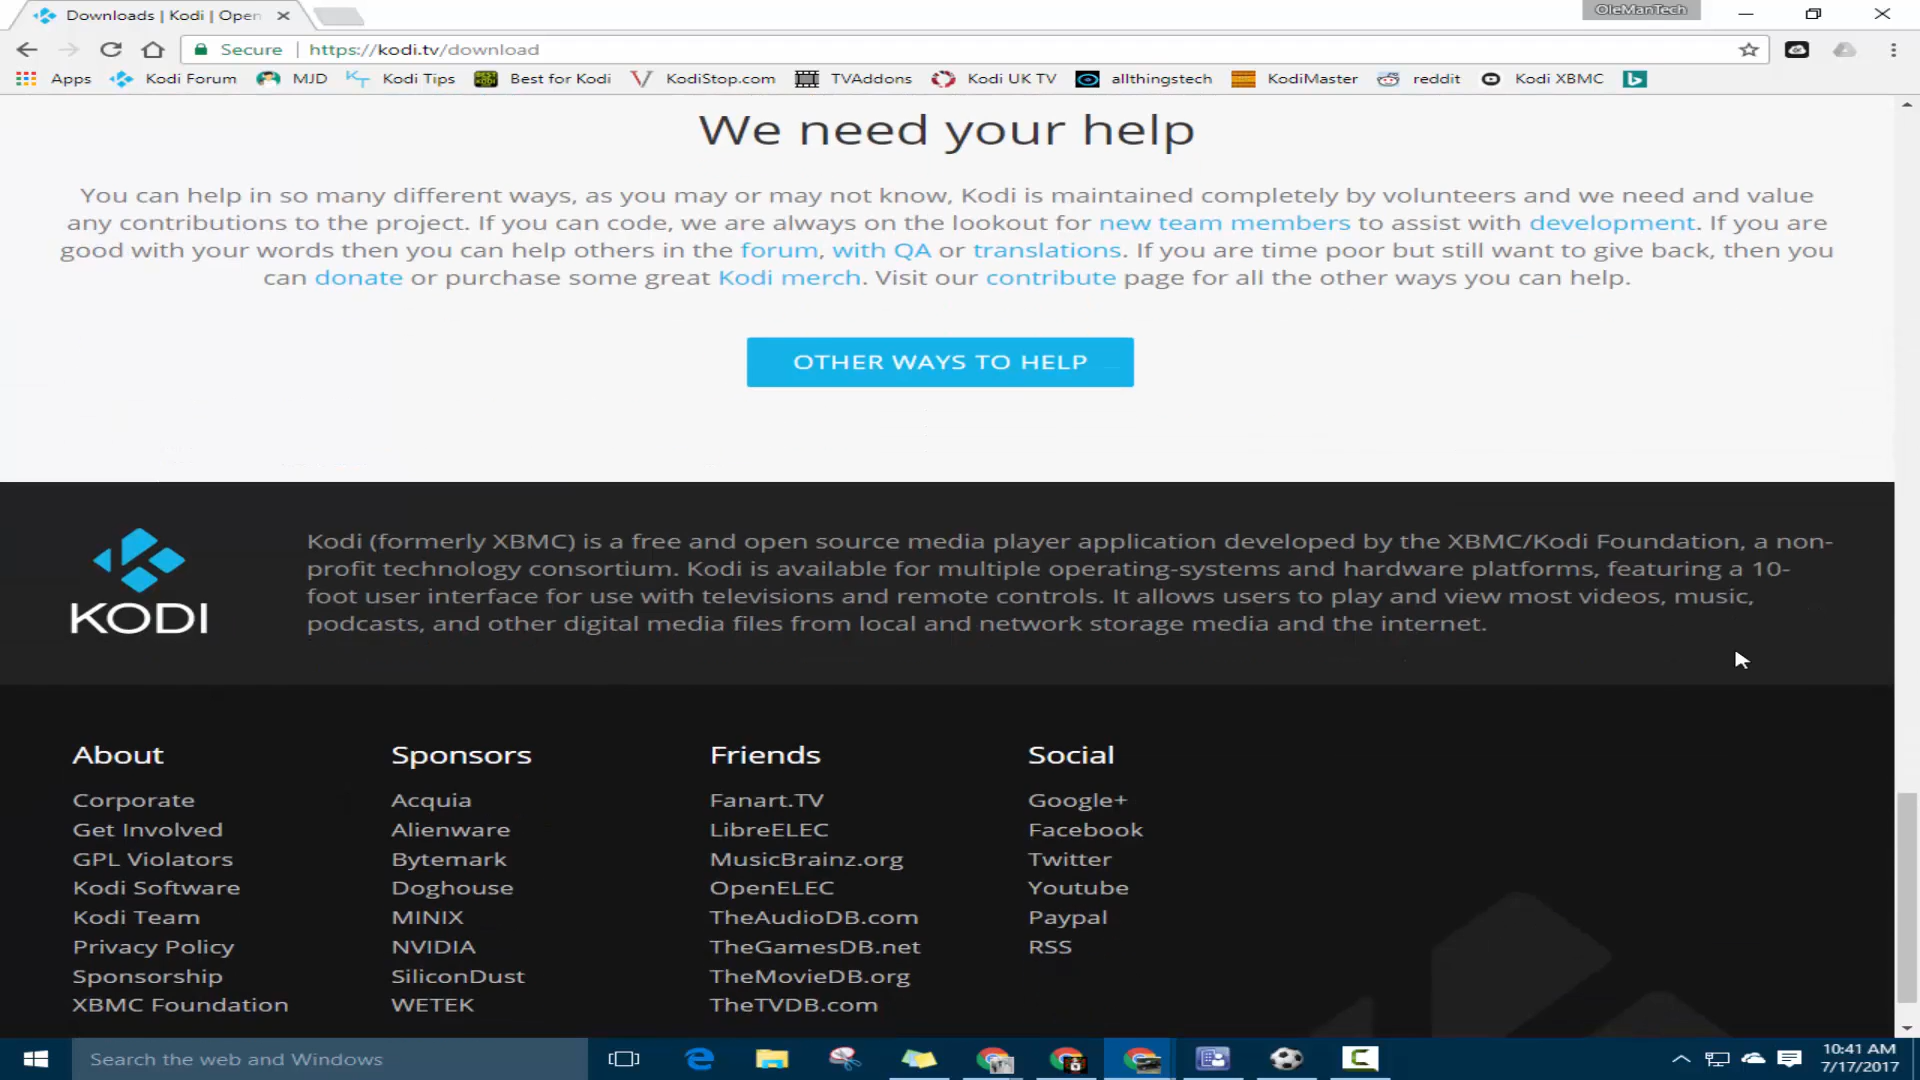 Downloads | Kodi | Open
OleManTech
Secure
https://kodi.tv/download
Apps
Kodi Forum
MJD
Kodi Tips
Best for Kodi
KodiStop.com
TVAddons
Kodi UK TV
allthingstech
KodiMaster
reddit
Kodi XBMC
We need your help
You can help in so many different ways, as you may or may not know, Kodi is maintained completely by volunteers and we need and value
any contributions to the project. If you can code, we are always on the lookout for new team members to assist with development. If you are
good with your words then you can help others in the forum, with QA or translations. If you are time poor but still want to give back, then you
can donate or purchase some great Kodi merch. Visit our contribute page for all the other ways you can help.
OTHER WAYS TO HELP
KODI
Kodi (formerly XBMC) is a free and open source media player application developed by the XBMC/Kodi Foundation, a non-
profit technology consortium. Kodi is available for multiple operating-systems and hardware platforms, featuring a 10-
foot user interface for use with televisions and remote controls. It allows users to play and view most videos, music,
podcasts, and other digital media files from local and network storage media and the internet.
About
Corporate
Get Involved
GPL Violators
Kodi Software
Kodi Team
Privacy Policy
Sponsorship
XBMC Foundation
Sponsors
Acquia
Alienware
Bytemark
Doghouse
MINIX
NVIDIA
SiliconDust
WETEK
Friends
Fanart.TV
LibreELEC
MusicBrainz.org
OpenELEC
TheAudioDB.com
TheGamesDB.net
TheMovieDB.org
TheTVDB.com
Social
Google+
Facebook
Twitter
Youtube
Paypal
RSS
Search the web and Windows
10:41 AM
7/17/2017